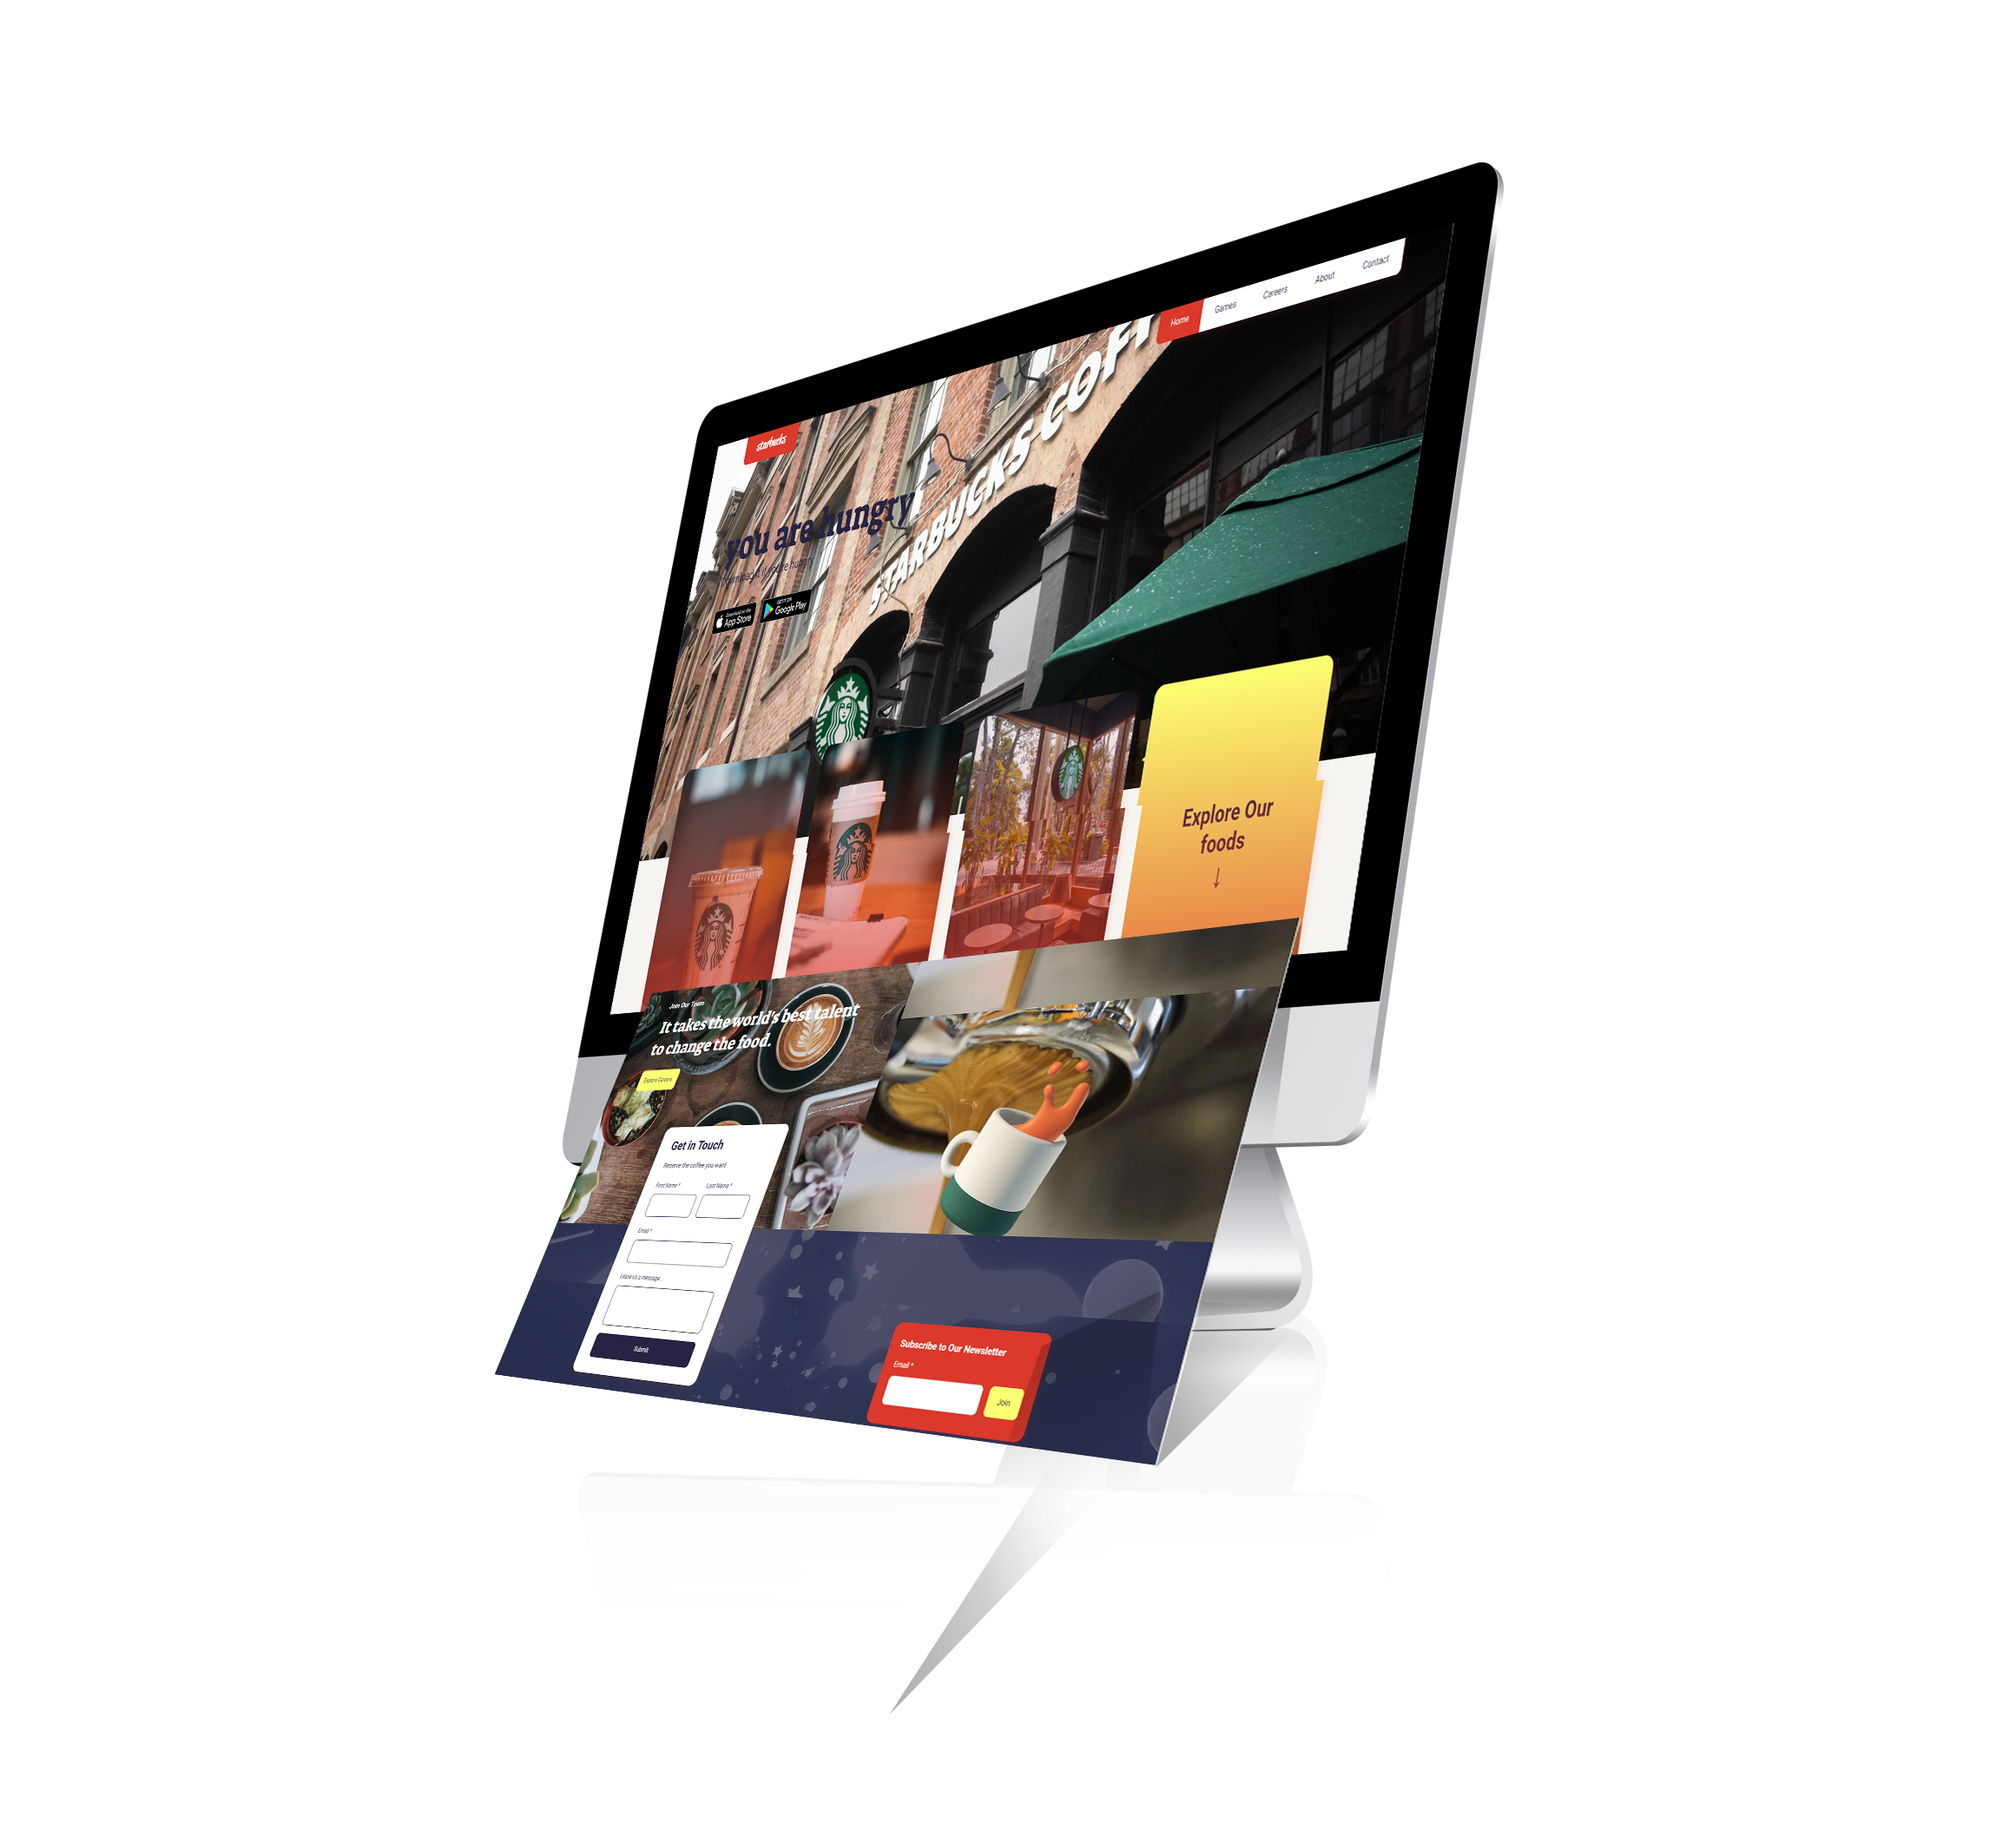 starbucks
Home
Games
Careers
About
Contact
STARBUCKS COFF
you are hungry
Download it if you're hungry
Download on the
App Store
GET IT ON
Google Play
Explore Our
foods
↓
Join Our Team
It takes the world's best talent
to change the food.
Explore Careers
Get in Touch
Reserve the coffee you want
First Name *
Last Name *
Email *
Leave us a message...
Submit
Subscribe to Our Newsletter
Email *
Join